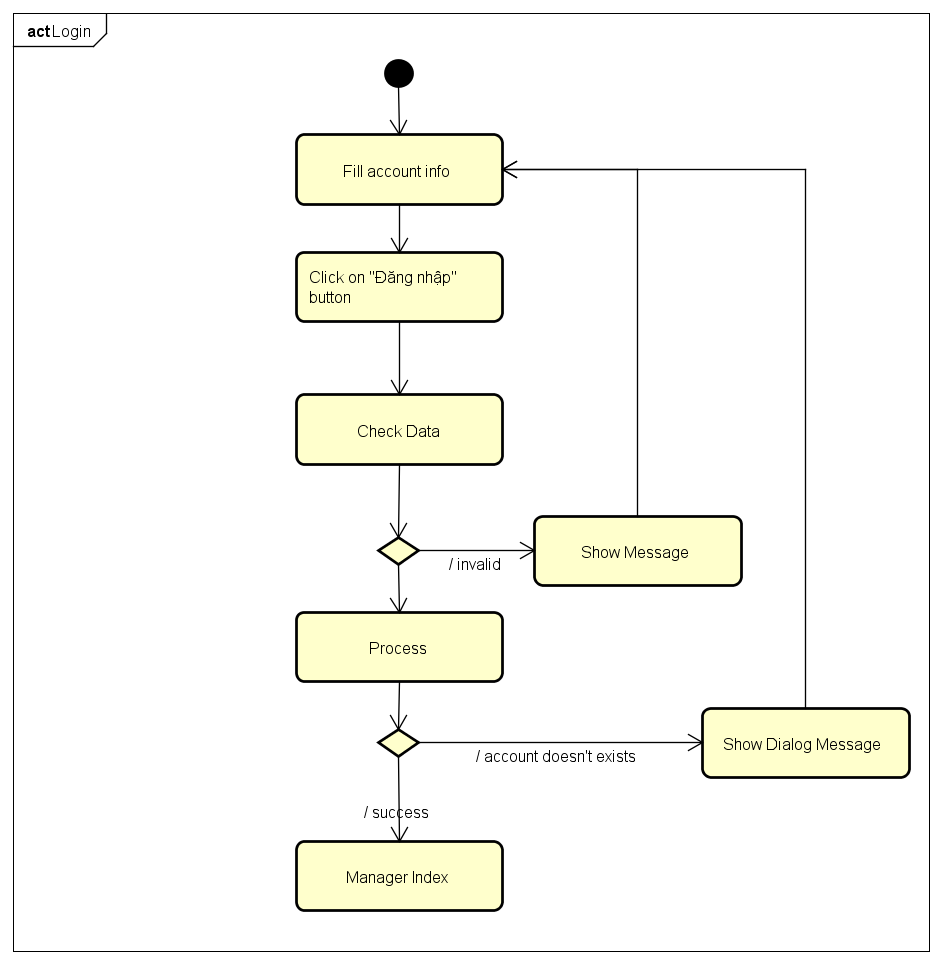 act Login
Fill account info
Click on "Đăng nhập"
button
Check Data
/ invalid
Show Message
Process
/ account doesn't exists
Show Dialog Message
/ success
Manager Index